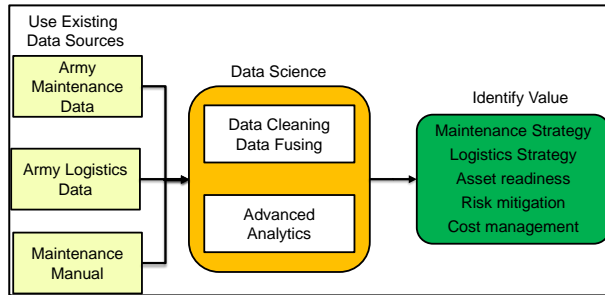 Use Existing
Data Sources
Army
Maintenance
Data
Army Logistics
Data
Maintenance
Manual
Data Science
Data Cleaning
Data Fusing
Advanced
Analytics
Identify Value
Maintenance Strategy
Logistics Strategy
Asset readiness
Risk mitigation
Cost management